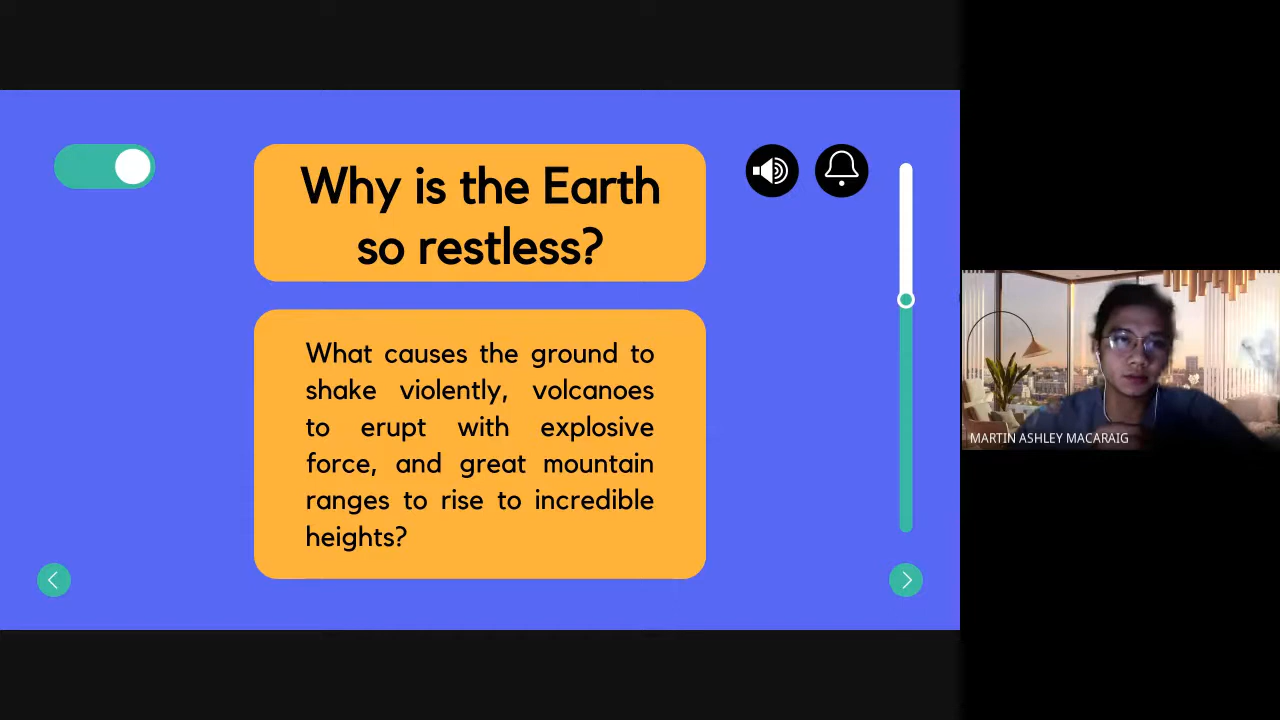 Why is the Earth
so restless?
What causes the ground to
shake violently, volcanoes
to erupt with explosive
force, and great mountain
ranges to rise to incredible
heights?
MARTIN ASHLEY MACARAIG